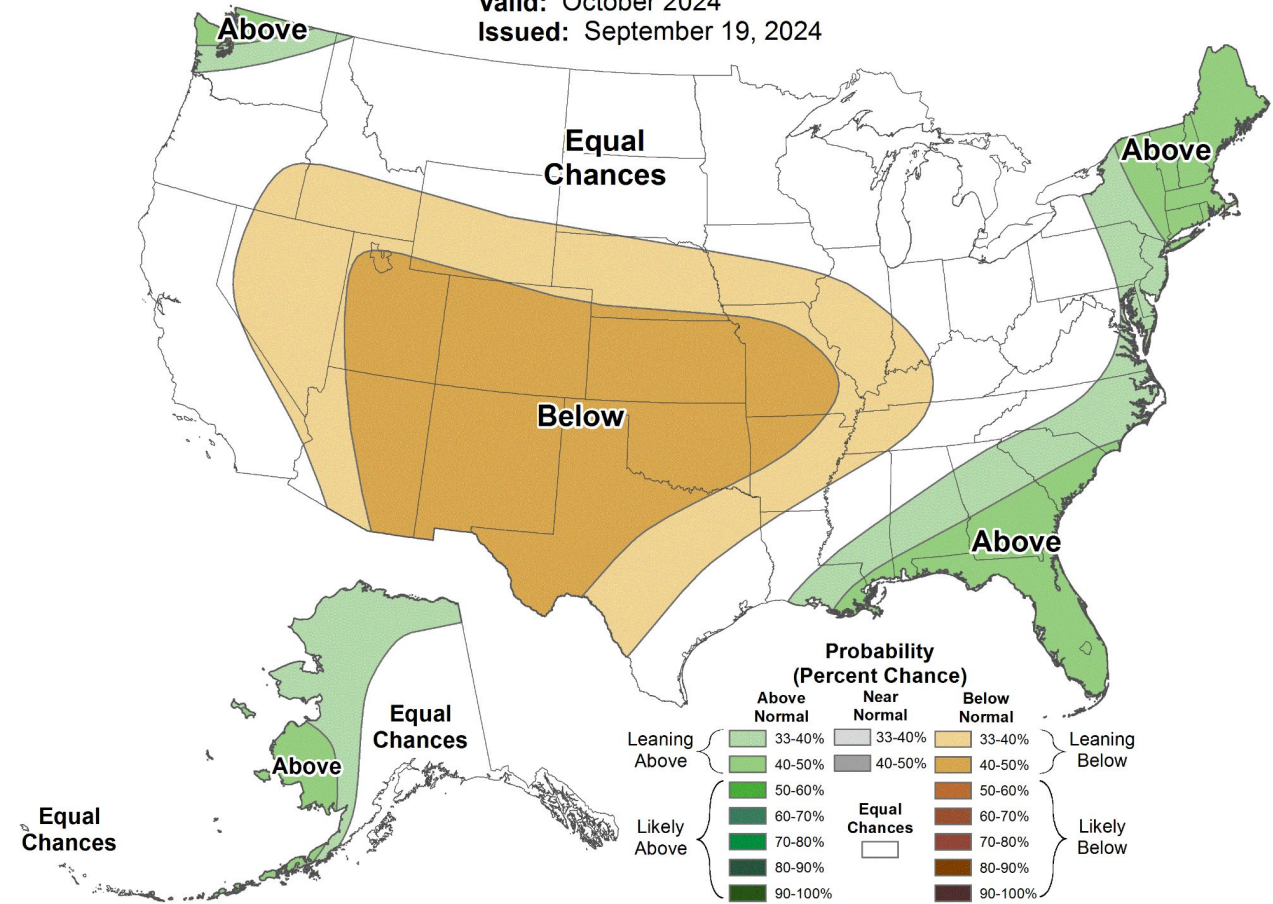 Valid: October 2024
Issued: September 19, 2024
Above
Equal
Chances
Above
Below
Above
Equal
Chances
Above
Equal
Chances
Probability
(Percent Chance)
Above
Normal
Near
Normal
Below
Normal
Leaning
Above
33-40%
33-40%
33-40%
Leaning
Below
40-50%
40-50%
40-50%
50-60%
50-60%
60-70%
60-70%
Likely
Above
Equal
Chances
Likely
Below
70-80%
70-80%
80-90%
80-90%
90-100%
90-100%